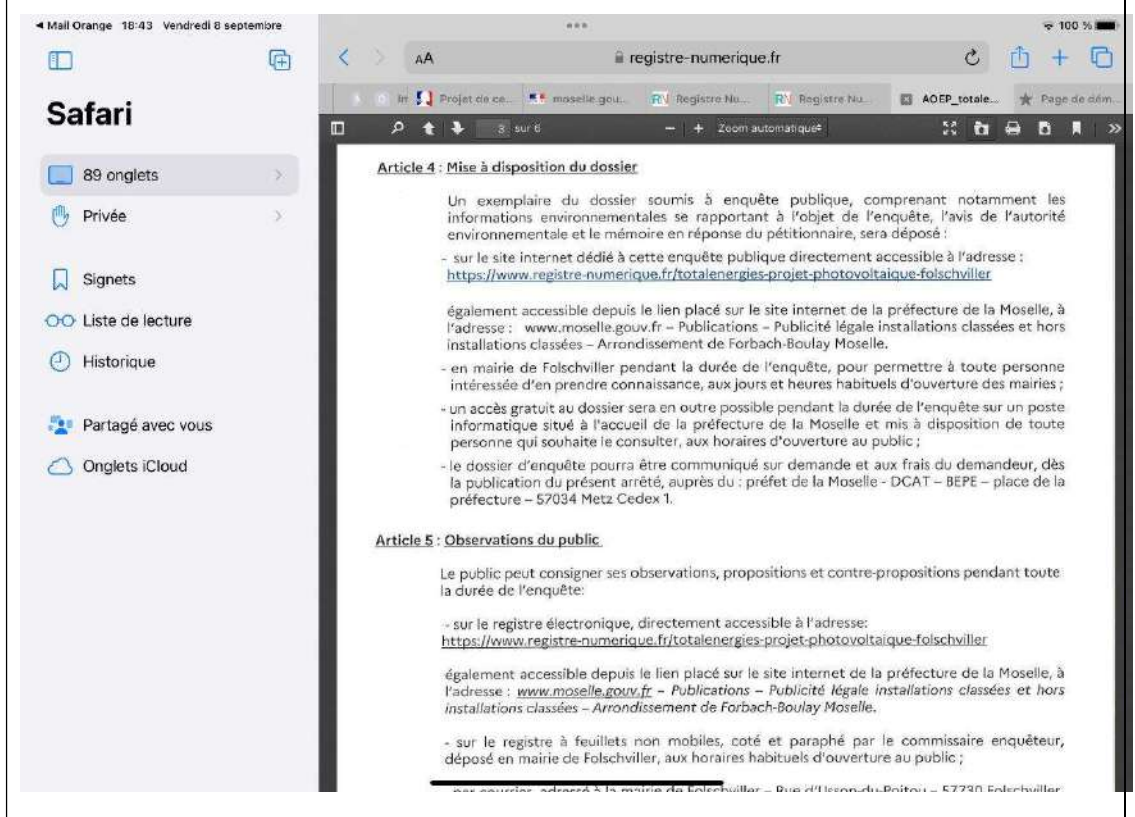 ◄ Mail Orange 18:43 Vendredi 8 septembre
100 %
AA
registre-numerique.fr
Safari
Projet de ce...
moselle.gou...
Registre Nu...
Registre Nu...
AOEP_totale...
Page de dém...
3 sur 6
Zoom automatique
89 onglets
Privée
Signets
Liste de lecture
Historique
Partagé avec vous
Onglets iCloud
Article 4 : Mise à disposition du dossier
Un exemplaire du dossier soumis à enquête publique, comprenant notamment les
informations environnementales se rapportant à l'objet de l'enquête, l'avis de l'autorité
environnementale et le mémoire en réponse du pétitionnaire, sera déposé :
- sur le site internet dédié à cette enquête publique directement accessible à l'adresse :
https://www.registre-numerique.fr/totalenergies-projet-photovoltaique-folschviller
également accessible depuis le lien placé sur le site internet de la préfecture de la Moselle, à
l'adresse : www.moselle.gouv.fr – Publications – Publicité légale installations classées et hors
installations classées – Arrondissement de Forbach-Boulay Moselle.
- en mairie de Folschviller pendant la durée de l'enquête, pour permettre à toute personne
intéressée d'en prendre connaissance, aux jours et heures habituels d'ouverture des mairies ;
- un accès gratuit au dossier sera en outre possible pendant la durée de l'enquête sur un poste
informatique situé à l'accueil de la préfecture de la Moselle et mis à disposition de toute
personne qui souhaite le consulter, aux horaires d'ouverture au public ;
- le dossier d'enquête pourra être communiqué sur demande et aux frais du demandeur, dès
la publication du présent arrêté, auprès du : préfet de la Moselle - DCAT – BEPE – place de la
préfecture – 57034 Metz Cedex 1.
Article 5 : Observations du public
Le public peut consigner ses observations, propositions et contre-propositions pendant toute
la durée de l'enquête:
- sur le registre électronique, directement accessible à l'adresse:
https://www.registre-numerique.fr/totalenergies-projet-photovoltaique-folschviller
également accessible depuis le lien placé sur le site internet de la préfecture de la Moselle, à
l'adresse : www.moselle.gouv.fr – Publications – Publicité légale installations classées et hors
installations classées – Arrondissement de Forbach-Boulay Moselle.
- sur le registre à feuillets non mobiles, coté et paraphé par le commissaire enquêteur,
déposé en mairie de Folschviller, aux horaires habituels d'ouverture au public ;
- par courrier, adressé à la mairie de Folschviller – Rue d'Usson-du-Poitou – 57730 Folschviller